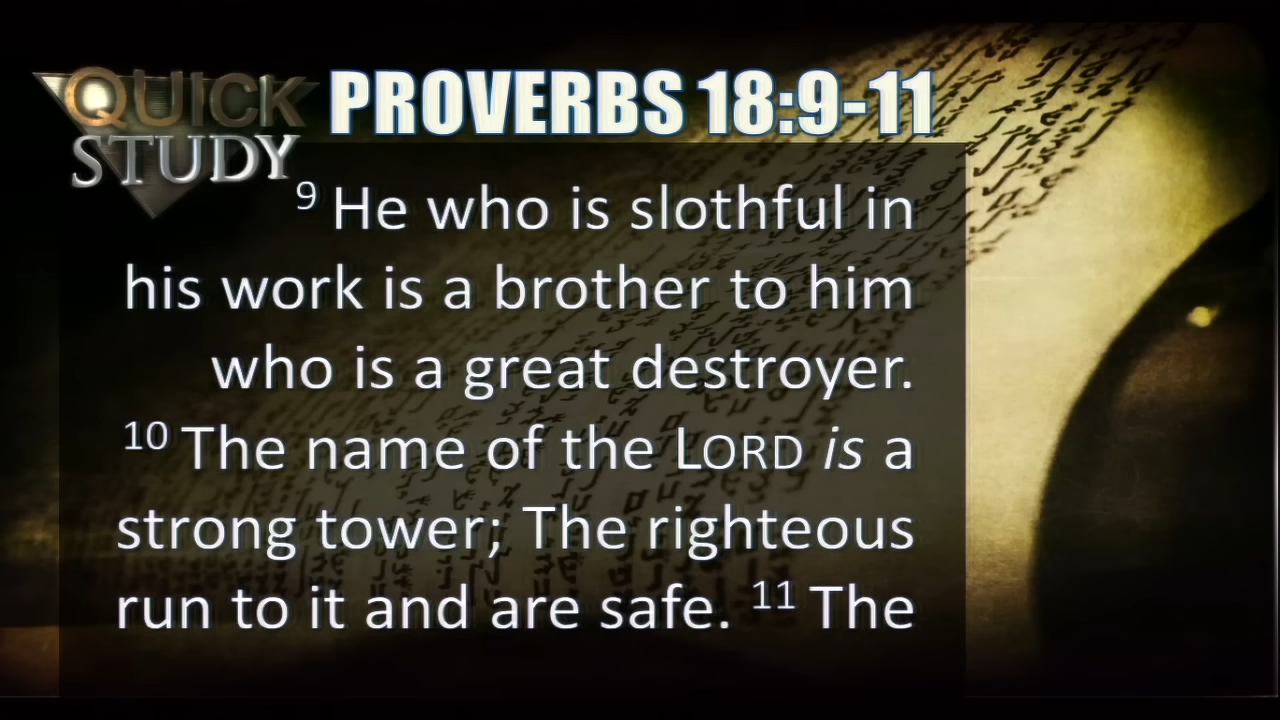 QUICK
STUDY
PROVERBS 18:9-11
9 He who is slothful in
his work is a brother to him
who is a great destroyer.
10 The name of the LORD is a
strong tower; The righteous
run to it and are safe. 11 The